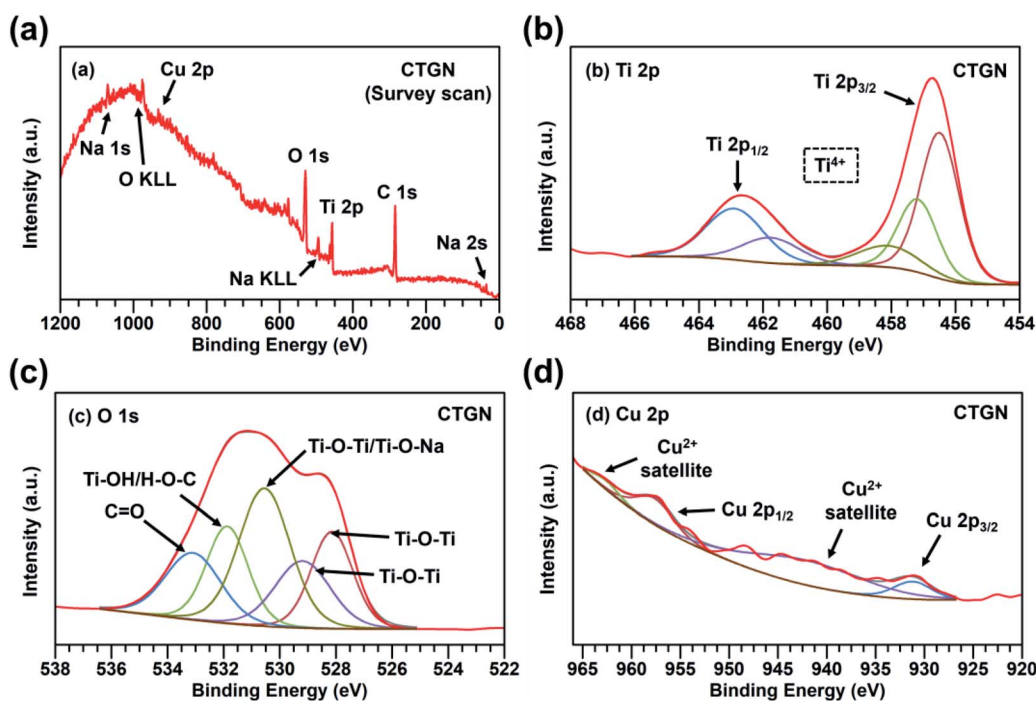 (a)
(a)
Cu 2p
CTGN
(Survey scan)
Na 1s
O KLL
O 1s
Ti 2p
C 1s
Na KLL
Na 2s
Intensity (a.u.)
1200 1000 800 600 400 200 0
Binding Energy (eV)
(b)
(b) Ti 2p
CTGN
Ti 2p3/2
Ti 2p1/2
Ti4+
Intensity (a.u.)
468 466 464 462 460 458 456 454
Binding Energy (eV)
(c)
(c) O 1s
CTGN
Ti-O-Ti/Ti-O-Na
Ti-OH/H-O-C
C=O
Ti-O-Ti
Ti-O-Ti
Intensity (a.u.)
538 536 534 532 530 528 526 524 522
Binding Energy (eV)
(d)
(d) Cu 2p
CTGN
Cu2+
satellite
Cu 2p1/2
Cu2+
satellite
Cu 2p3/2
Intensity (a.u.)
965 960 955 950 945 940 935 930 925 920
Binding Energy (eV)